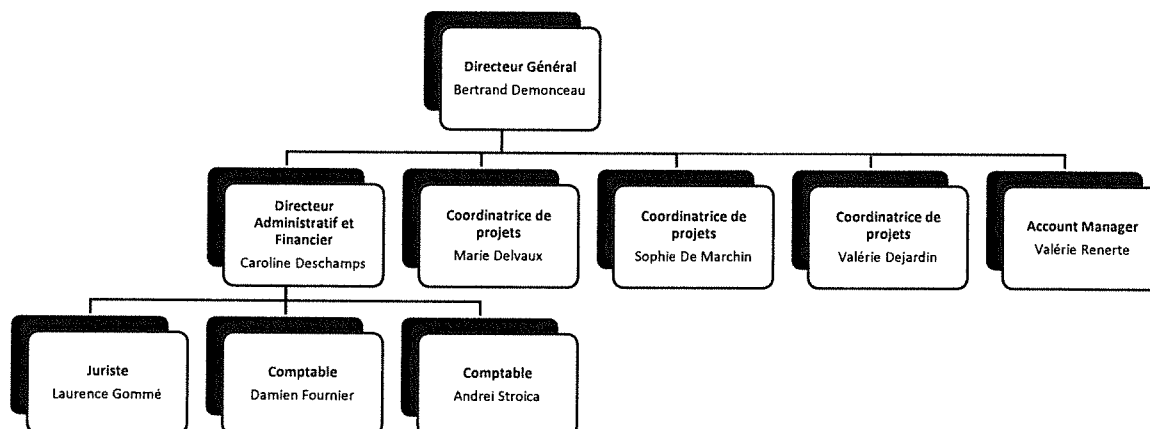 Directeur Général
Bertrand Demonceau
Directeur
Administratif et
Financier
Caroline Deschamps
Coordinatrice de
projets
Marie Delvaux
Coordinatrice de
projets
Sophie De Marchin
Coordinatrice de
projets
Valérie Dejardin
Account Manager
Valérie Renerte
Juriste
Laurence Gommé
Comptable
Damien Fournier
Comptable
Andrei Stroica